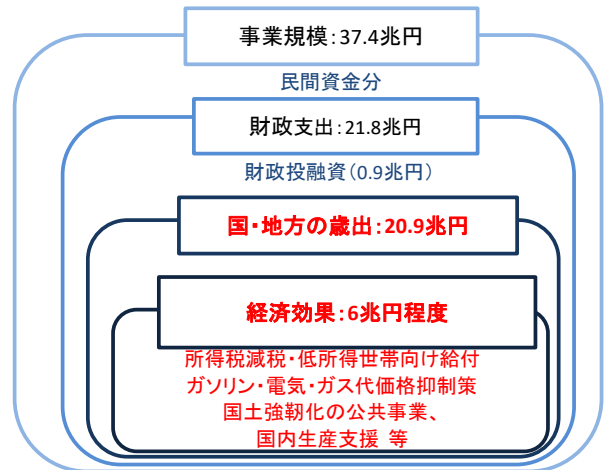 事業規模：37.4兆円
民間資金分
財政支出：21.8兆円
財政投融資（0.9兆円）
国・地方の歳出：20.9兆円
経済効果：6兆円程度
所得税減税・低所得世帯向け給付
ガソリン・電気・ガス代価格抑制策
国土強靭化の公共事業、
国内生産支援 等